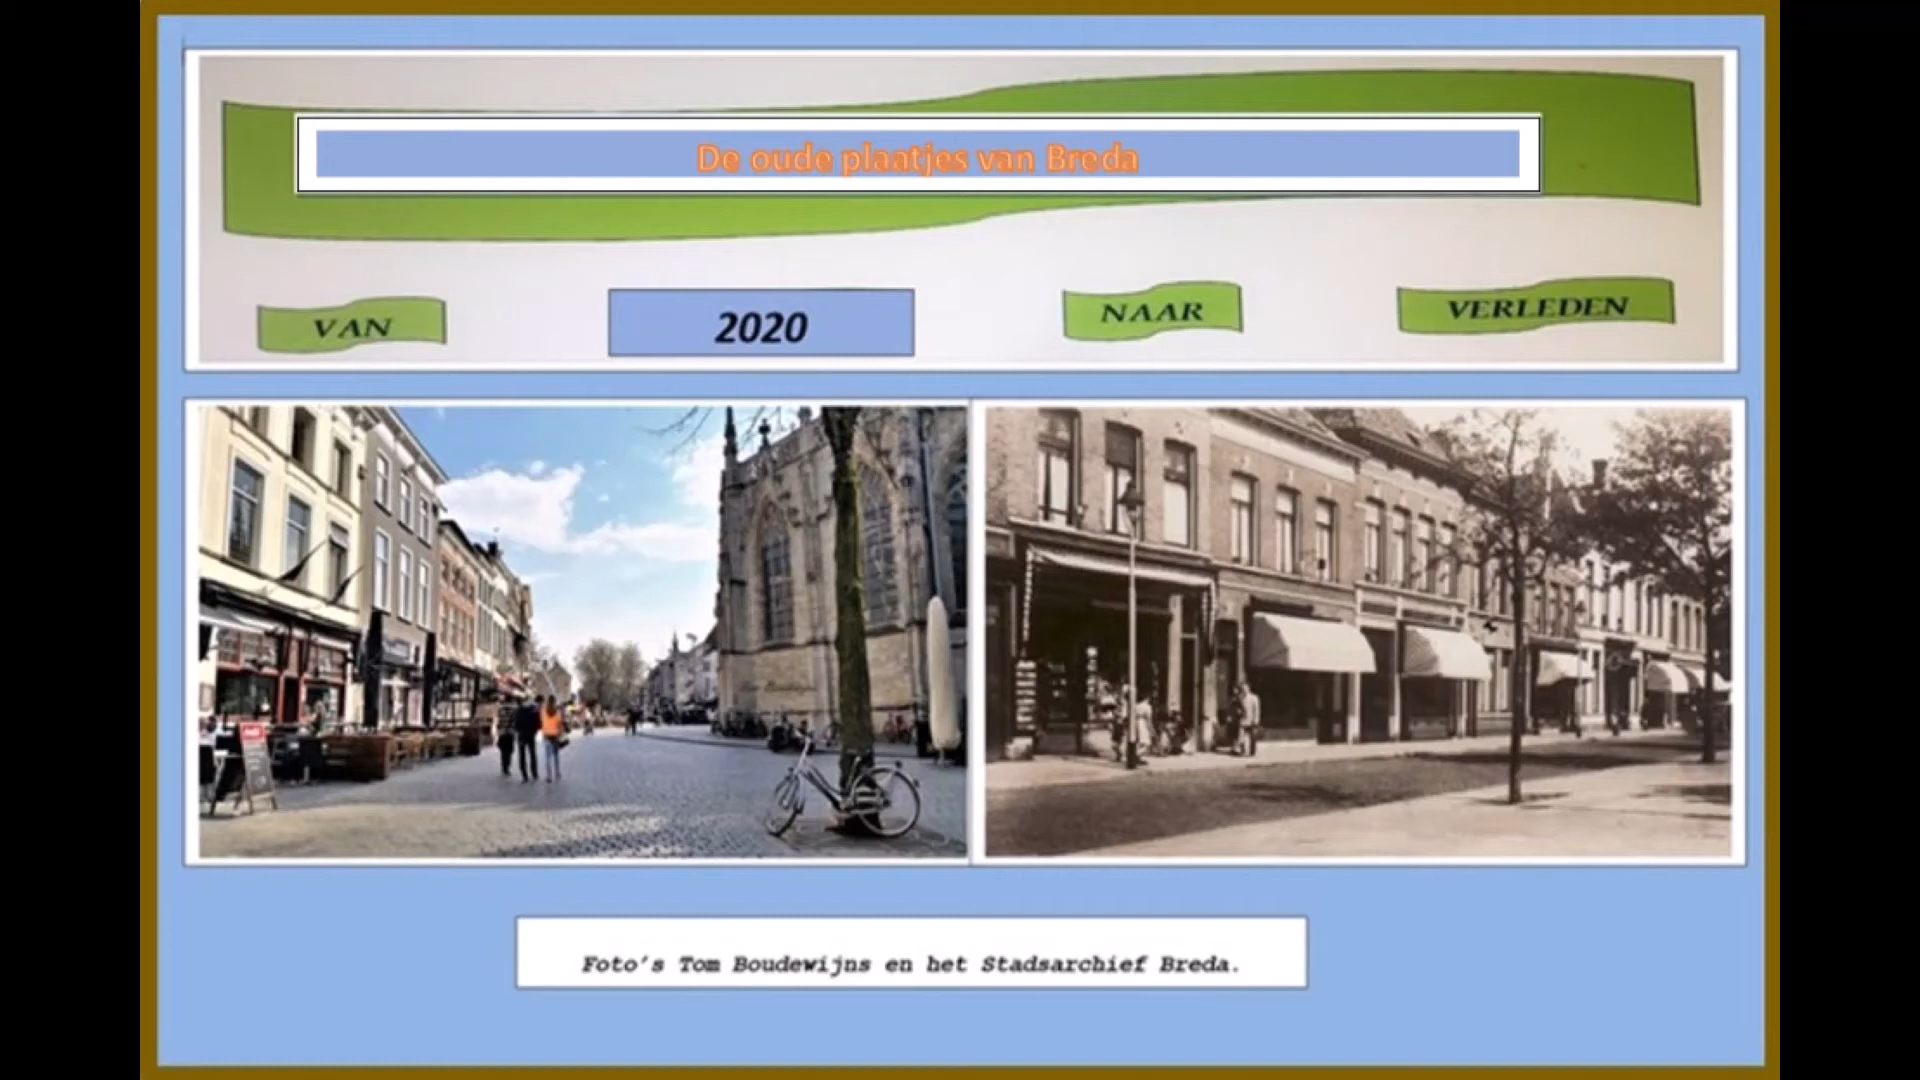 De oude plaatjes van Breda
VAN
2020
NAAR
VERLEDEN
Foto's Tom Boudewijns en het Stadsarchief Breda.